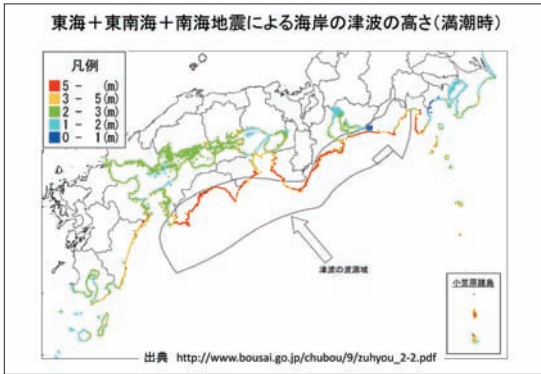 東海＋東南海＋南海地震による海岸の津波の高さ(満潮時)
凡例
5 - (m)
3 - 5(m)
2 - 3(m)
1 - 2(m)
0 - 1(m)
津波の波源域
小笠原諸島
出典 http://www.bousai.go.jp/chubou/9/zuhyou_2-2.pdf